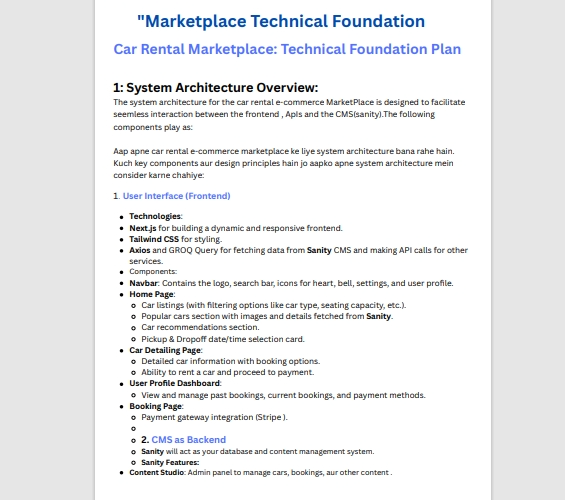 "Marketplace Technical Foundation
Car Rental Marketplace: Technical Foundation Plan
1: System Architecture Overview:
The system architecture for the car rental e-commerce MarketPlace is designed to facilitate
seemless interaction between the frontend , ApIs and the CMS(sanity).The following
components play as:
Aap apne car rental e-commerce marketplace ke liye system architecture bana rahe hain.
Kuch key components aur design principles hain jo aapko apne system architecture mein
consider karne chahiye:
1. User Interface (Frontend)
• Technologies:
• Next.js for building a dynamic and responsive frontend.
• Tailwind CSS for styling.
• Axios and GROQ Query for fetching data from Sanity CMS and making API calls for other
services.
• Components:
• Navbar: Contains the logo, search bar, icons for heart, bell, settings, and user profile.
• Home Page:
○ Car listings (with filtering options like car type, seating capacity, etc.).
○ Popular cars section with images and details fetched from Sanity.
○ Car recommendations section.
○ Pickup & Dropoff date/time selection card.
• Car Detailing Page:
○ Detailed car information with booking options.
○ Ability to rent a car and proceed to payment.
• User Profile Dashboard:
○ View and manage past bookings, current bookings, and payment methods.
• Booking Page:
○ Payment gateway integration (Stripe ).
○
○ 2. CMS as Backend
○ Sanity will act as your database and content management system.
○ Sanity Features:
• Content Studio: Admin panel to manage cars, bookings, aur other content .